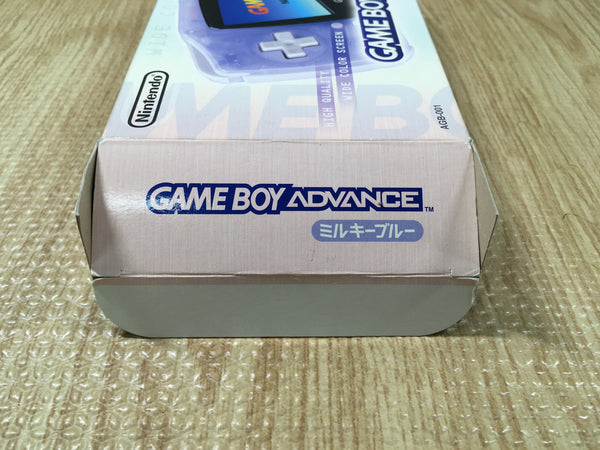 GAME BOY ADVANCE™
ミルキーブルー
Nintendo
HIGH QUALITY
WIDE COLOR SCREEN
GAME BOY
AGB-001